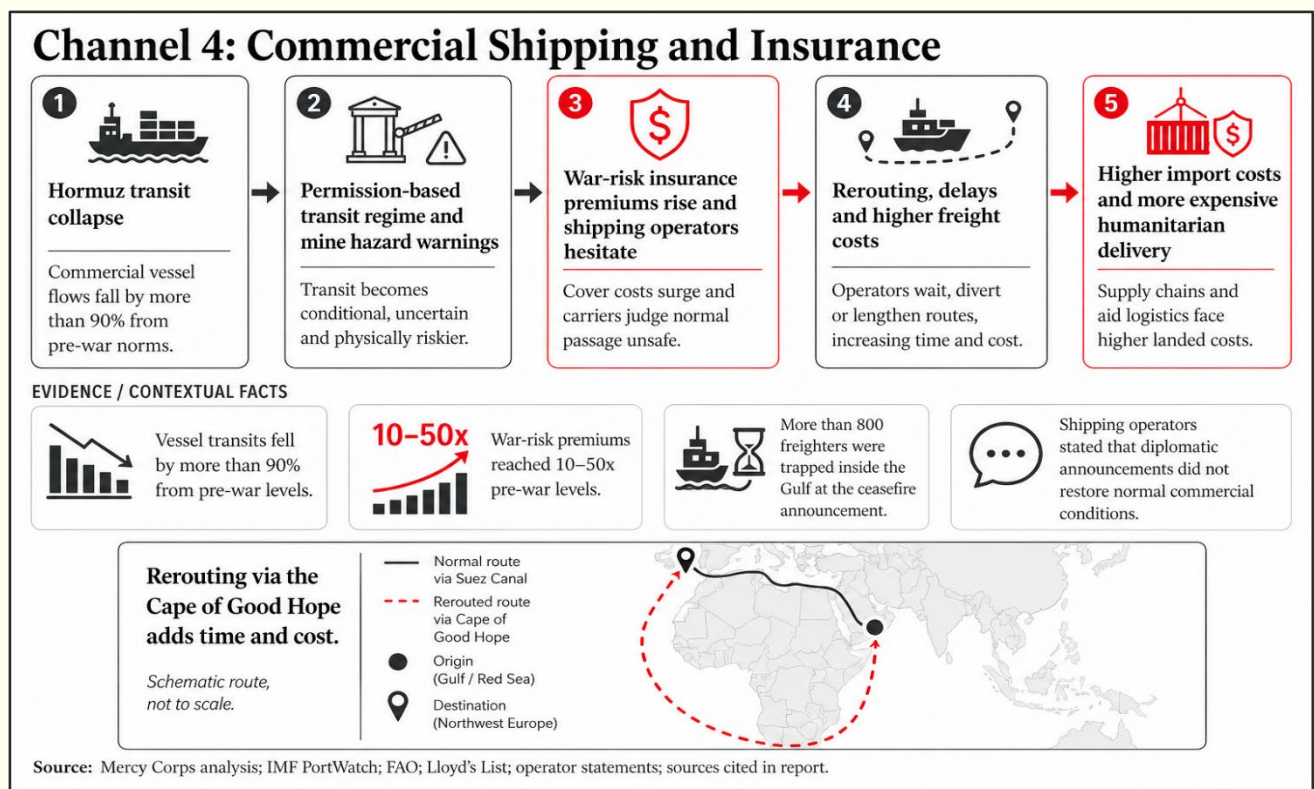 Channel 4: Commercial Shipping and Insurance
1
Hormuz transit
collapse
Commercial vessel
flows fall by more
than 90% from
pre-war norms.
2
Permission-based
transit regime and
mine hazard warnings
Transit becomes
conditional, uncertain
and physically riskier.
3
$
War-risk insurance
premiums rise and
shipping operators
hesitate
Cover costs surge and
carriers judge normal
passage unsafe.
4
Rerouting, delays
and higher freight
costs
Operators wait, divert
or lengthen routes,
increasing time and cost.
5
$
Higher import costs
and more expensive
humanitarian
delivery
Supply chains and
aid logistics face
higher landed costs.
EVIDENCE / CONTEXTUAL FACTS
Vessel transits fell
by more than 90%
from pre-war levels.
10–50x
War-risk premiums
reached 10–50x
pre-war levels.
More than 800
freighters were
trapped inside the
Gulf at the ceasefire
announcement.
Shipping operators
stated that diplomatic
announcements did not
restore normal commercial
conditions.
Rerouting via the
Cape of Good Hope
adds time and cost.
Schematic route,
not to scale.
Normal route
via Suez Canal
Rerouted route
via Cape of
Good Hope
Origin
(Gulf / Red Sea)
Destination
(Northwest Europe)
Source: Mercy Corps analysis; IMF PortWatch; FAO; Lloyd’s List; operator statements; sources cited in report.